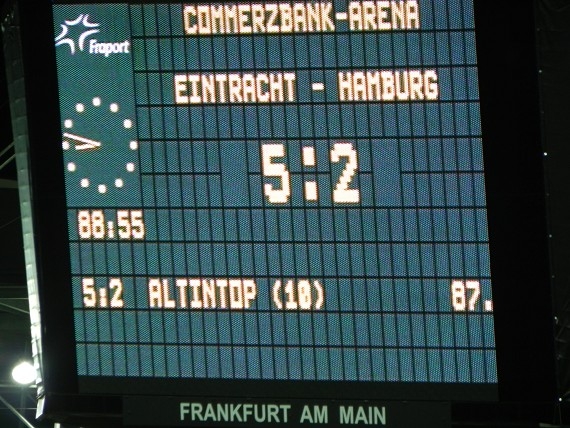 COMMERZBANK-ARENA
Fraport
EINTRACHT - HAMBURG
5:2
88:55
5:2 ALTINTOP (10) 87.
FRANKFURT AM MAIN